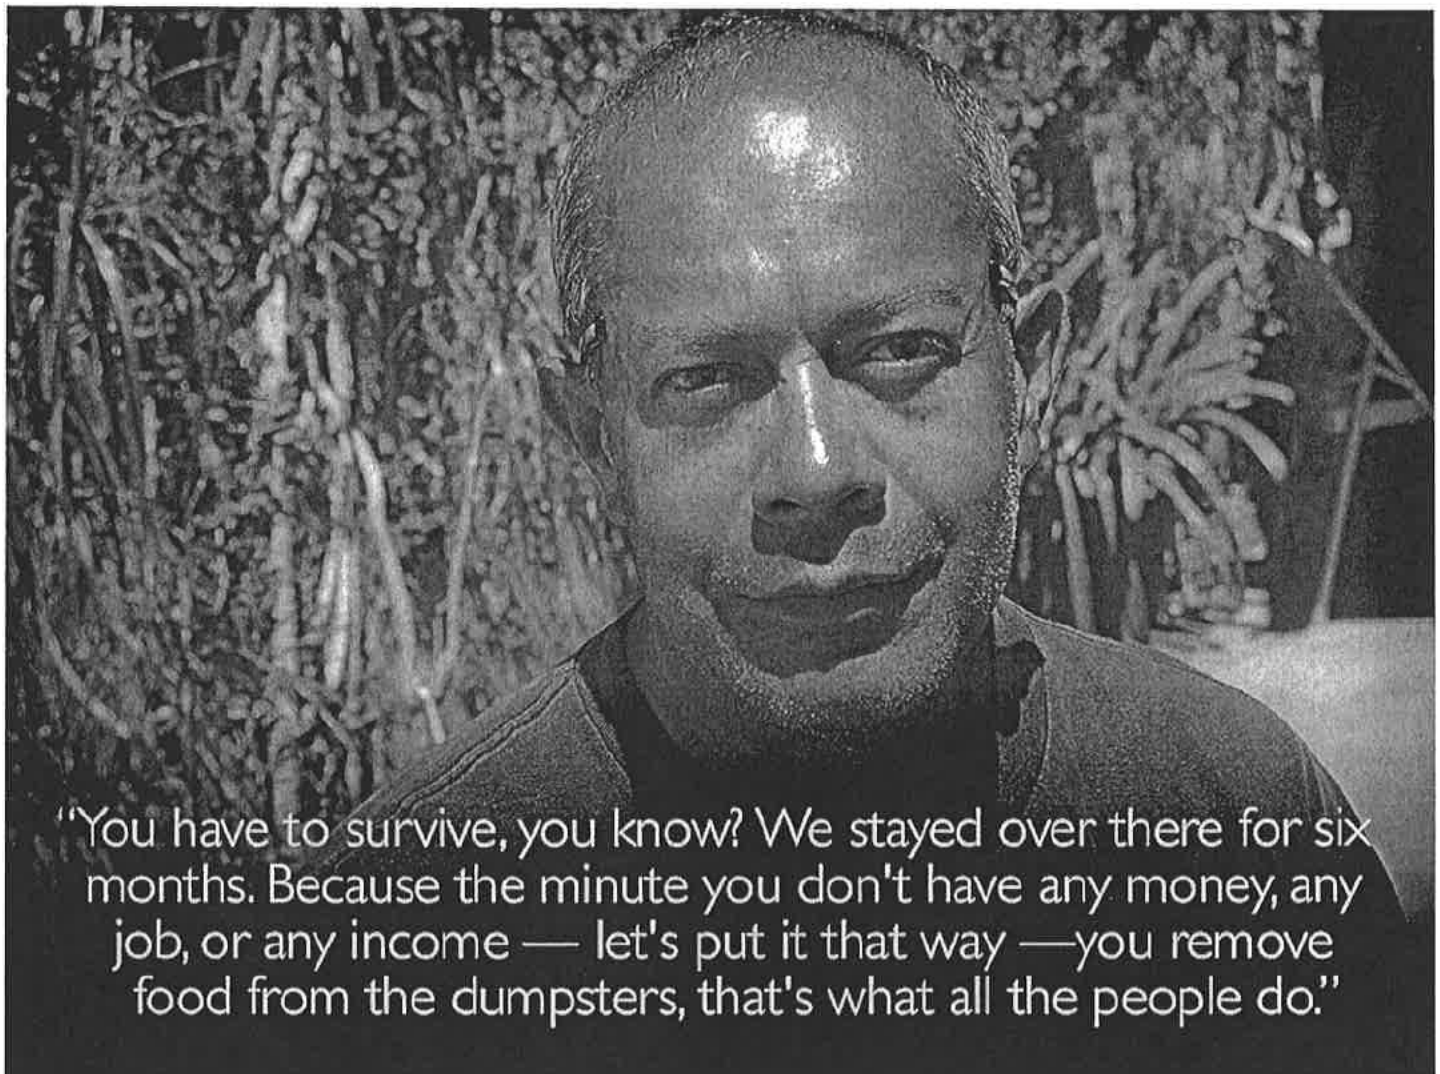 “You have to survive, you know? We stayed over there for six
months. Because the minute you don't have any money, any
job, or any income — let's put it that way —you remove
food from the dumpsters, that's what all the people do.”